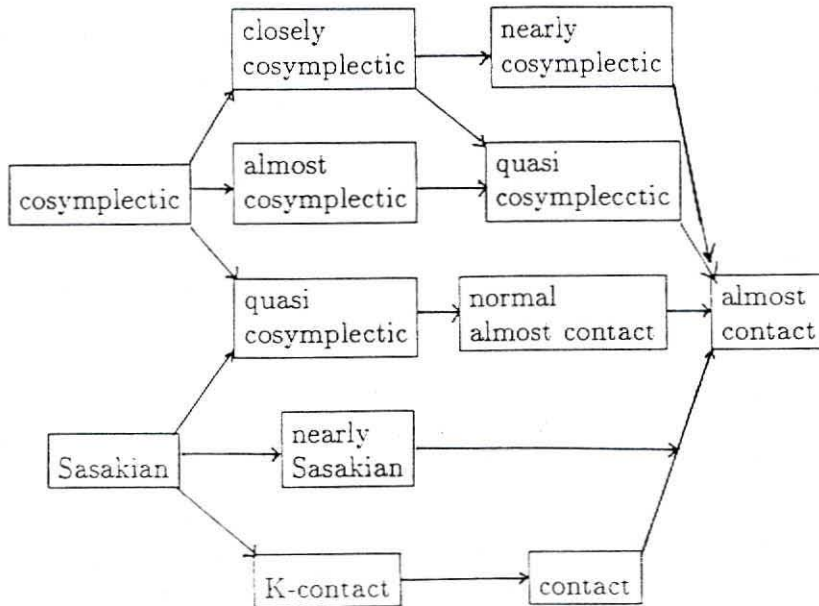 closely
cosymplectic
nearly
cosymplectic
cosymplectic
almost
cosymplectic
quasi
cosymplecctic
quasi
cosymplectic
normal
almost contact
almost
contact
Sasakian
nearly
Sasakian
K-contact
contact